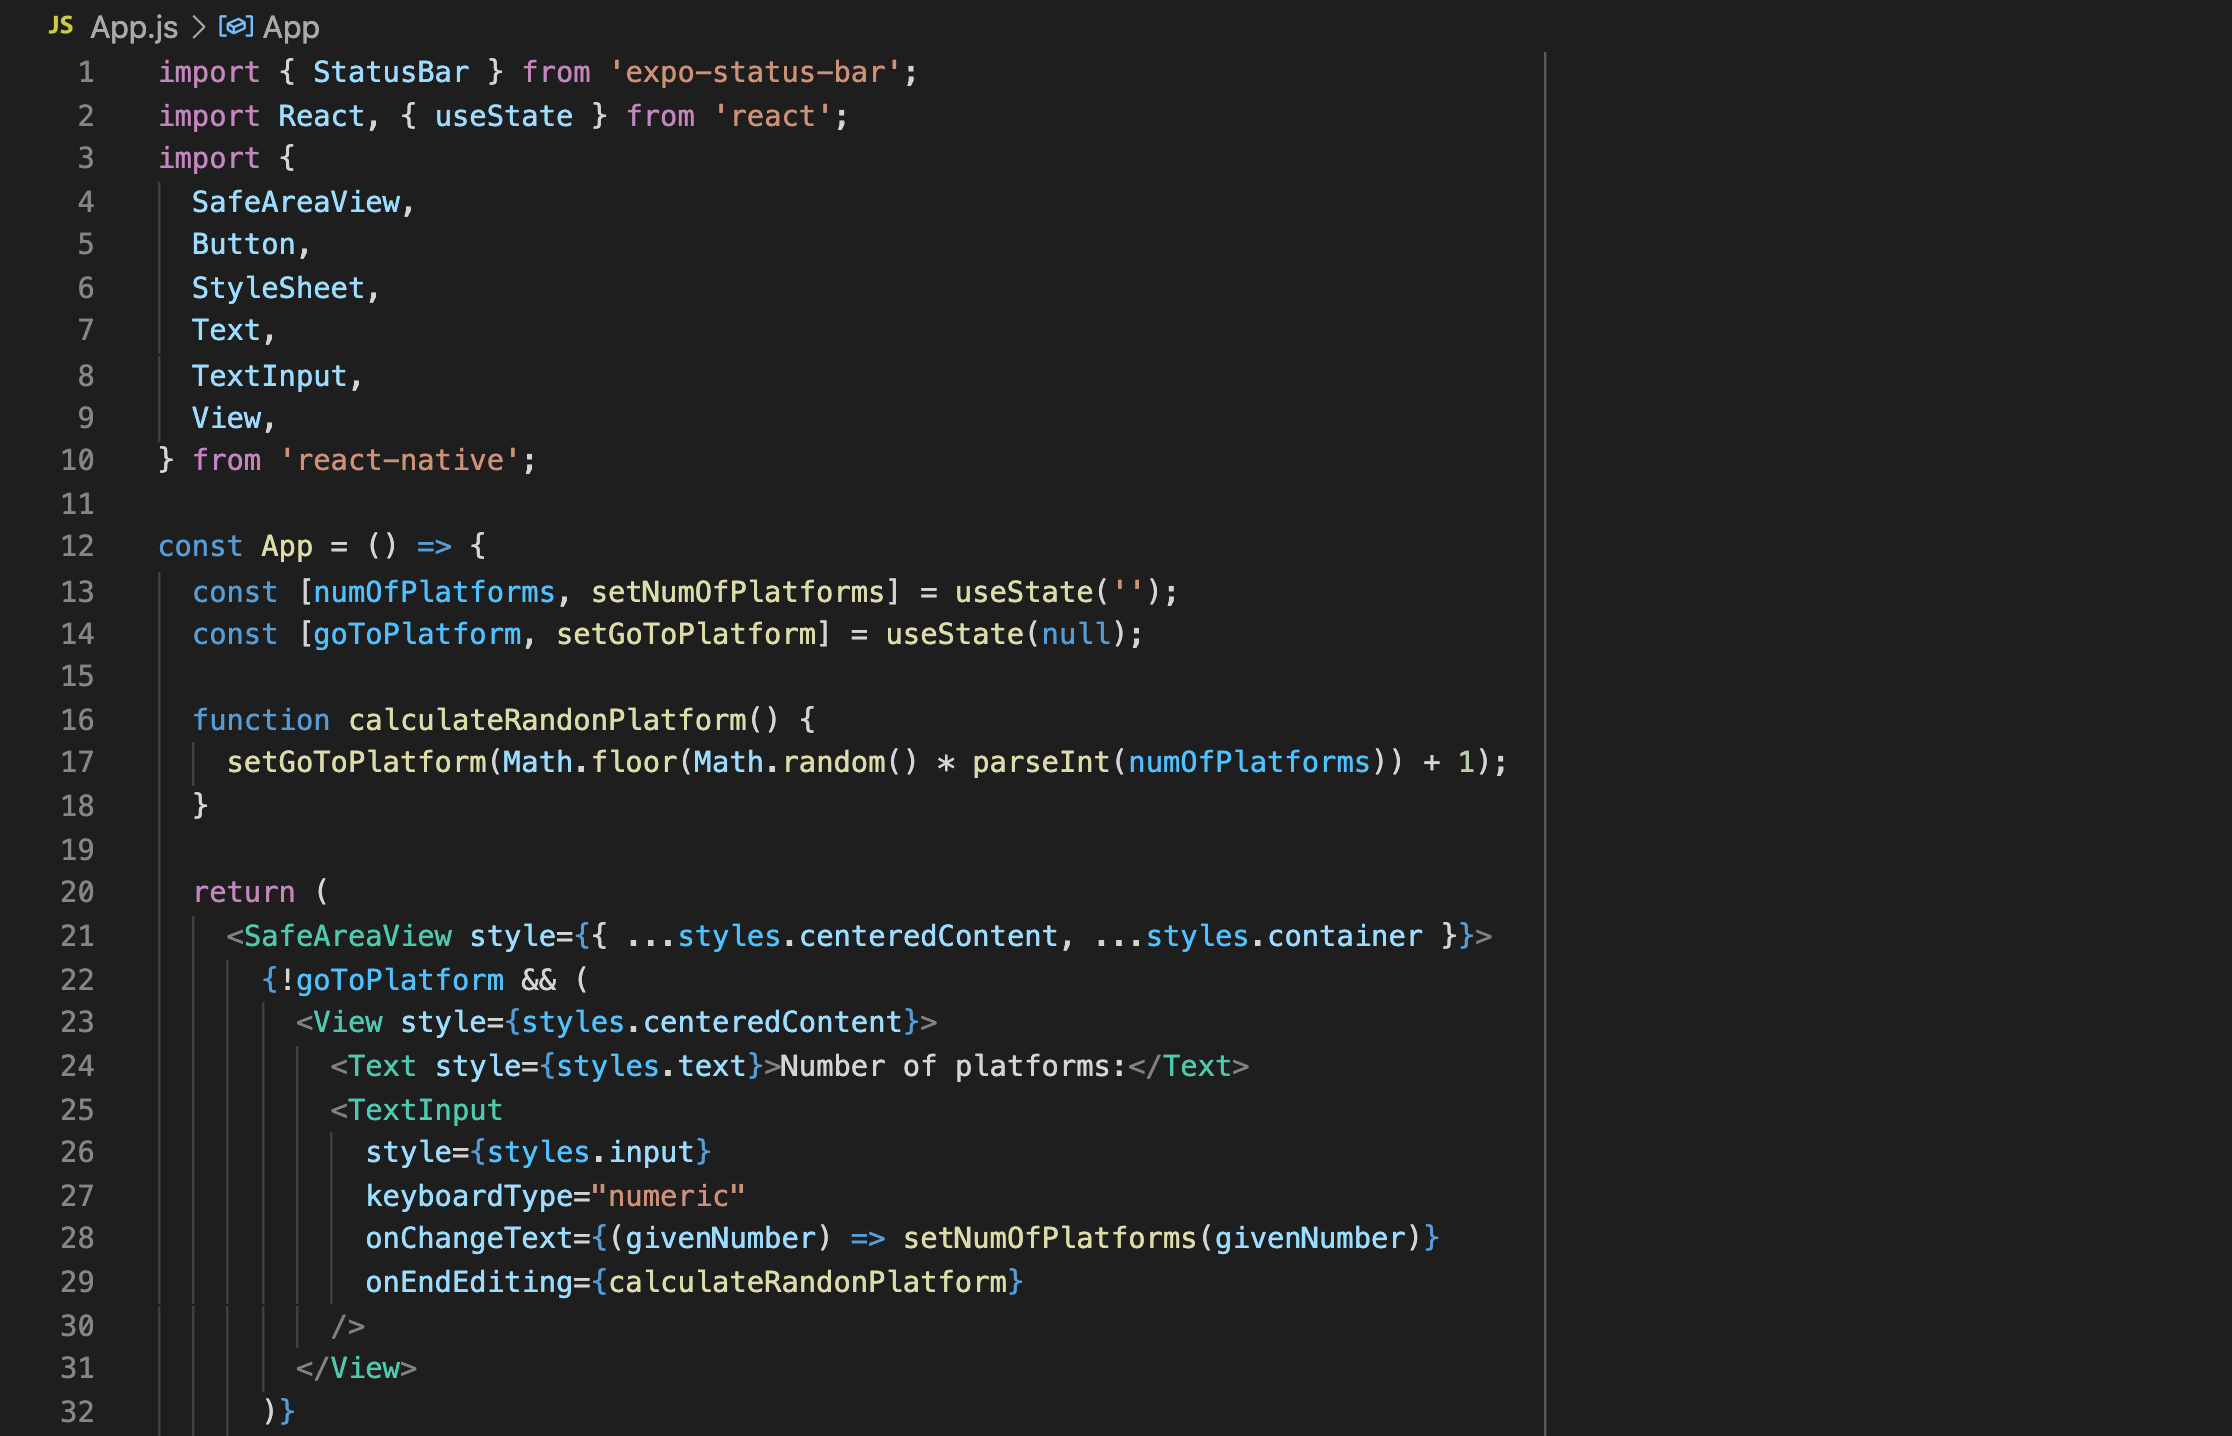 JS App.js > App
1 import { StatusBar } from 'expo-status-bar';
2 import React, { useState } from 'react';
3 import {
4   SafeAreaView,
5   Button,
6   StyleSheet,
7   Text,
8   TextInput,
9   View,
10 } from 'react-native';
11
12 const App = () => {
13   const [numOfPlatforms, setNumOfPlatforms] = useState('');
14   const [goToPlatform, setGoToPlatform] = useState(null);
15
16   function calculateRandonPlatform() {
17     setGoToPlatform(Math.floor(Math.random() * parseInt(numOfPlatforms)) + 1);
18   }
19
20   return (
21     <SafeAreaView style={{ ...styles.centeredContent, ...styles.container }}>
22       {!goToPlatform && (
23         <View style={styles.centeredContent}>
24           <Text style={styles.text}>Number of platforms:</Text>
25           <TextInput
26             style={styles.input}
27             keyboardType="numeric"
28             onChangeText={(givenNumber) => setNumOfPlatforms(givenNumber)}
29             onEndEditing={calculateRandonPlatform}
30           />
31         </View>
32       )}